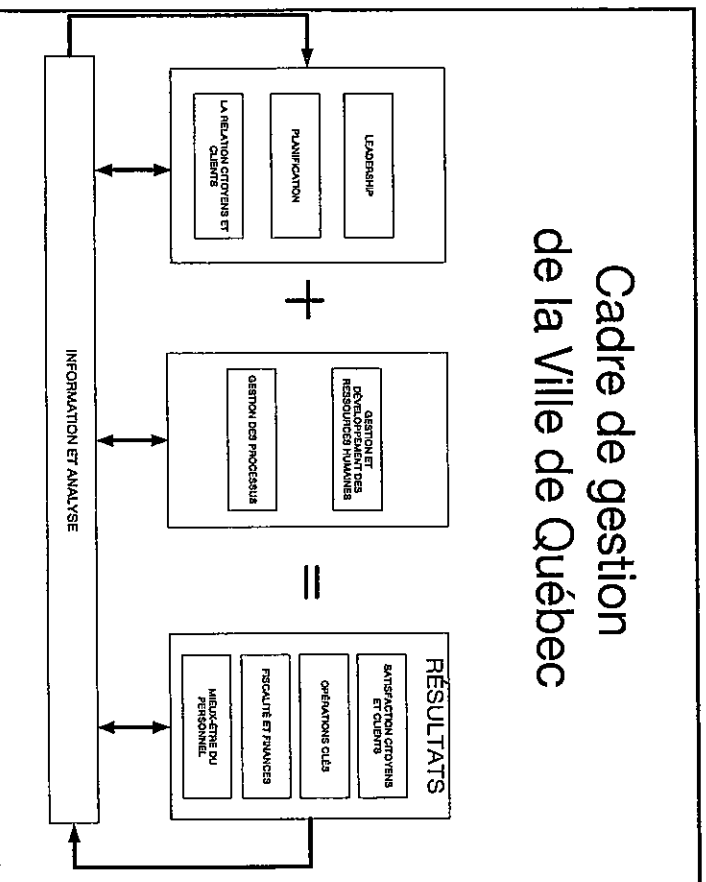 Cadre de gestion
de la Ville de Québec
LEADERSHIP
PLANIFICATION
LA RELATION CITOYENS ET
CLIENTS
+
GESTION ET
DÉVELOPPEMENT DES
RESSOURCES HUMAINES
GESTION DES PROCESSUS
=
RÉSULTATS
SATISFACTION CITOYENS
ET CLIENTS
OPÉRATIONS CLÉS
FISCALITÉ ET FINANCES
MIEUX-ÊTRE DU
PERSONNEL
INFORMATION ET ANALYSE